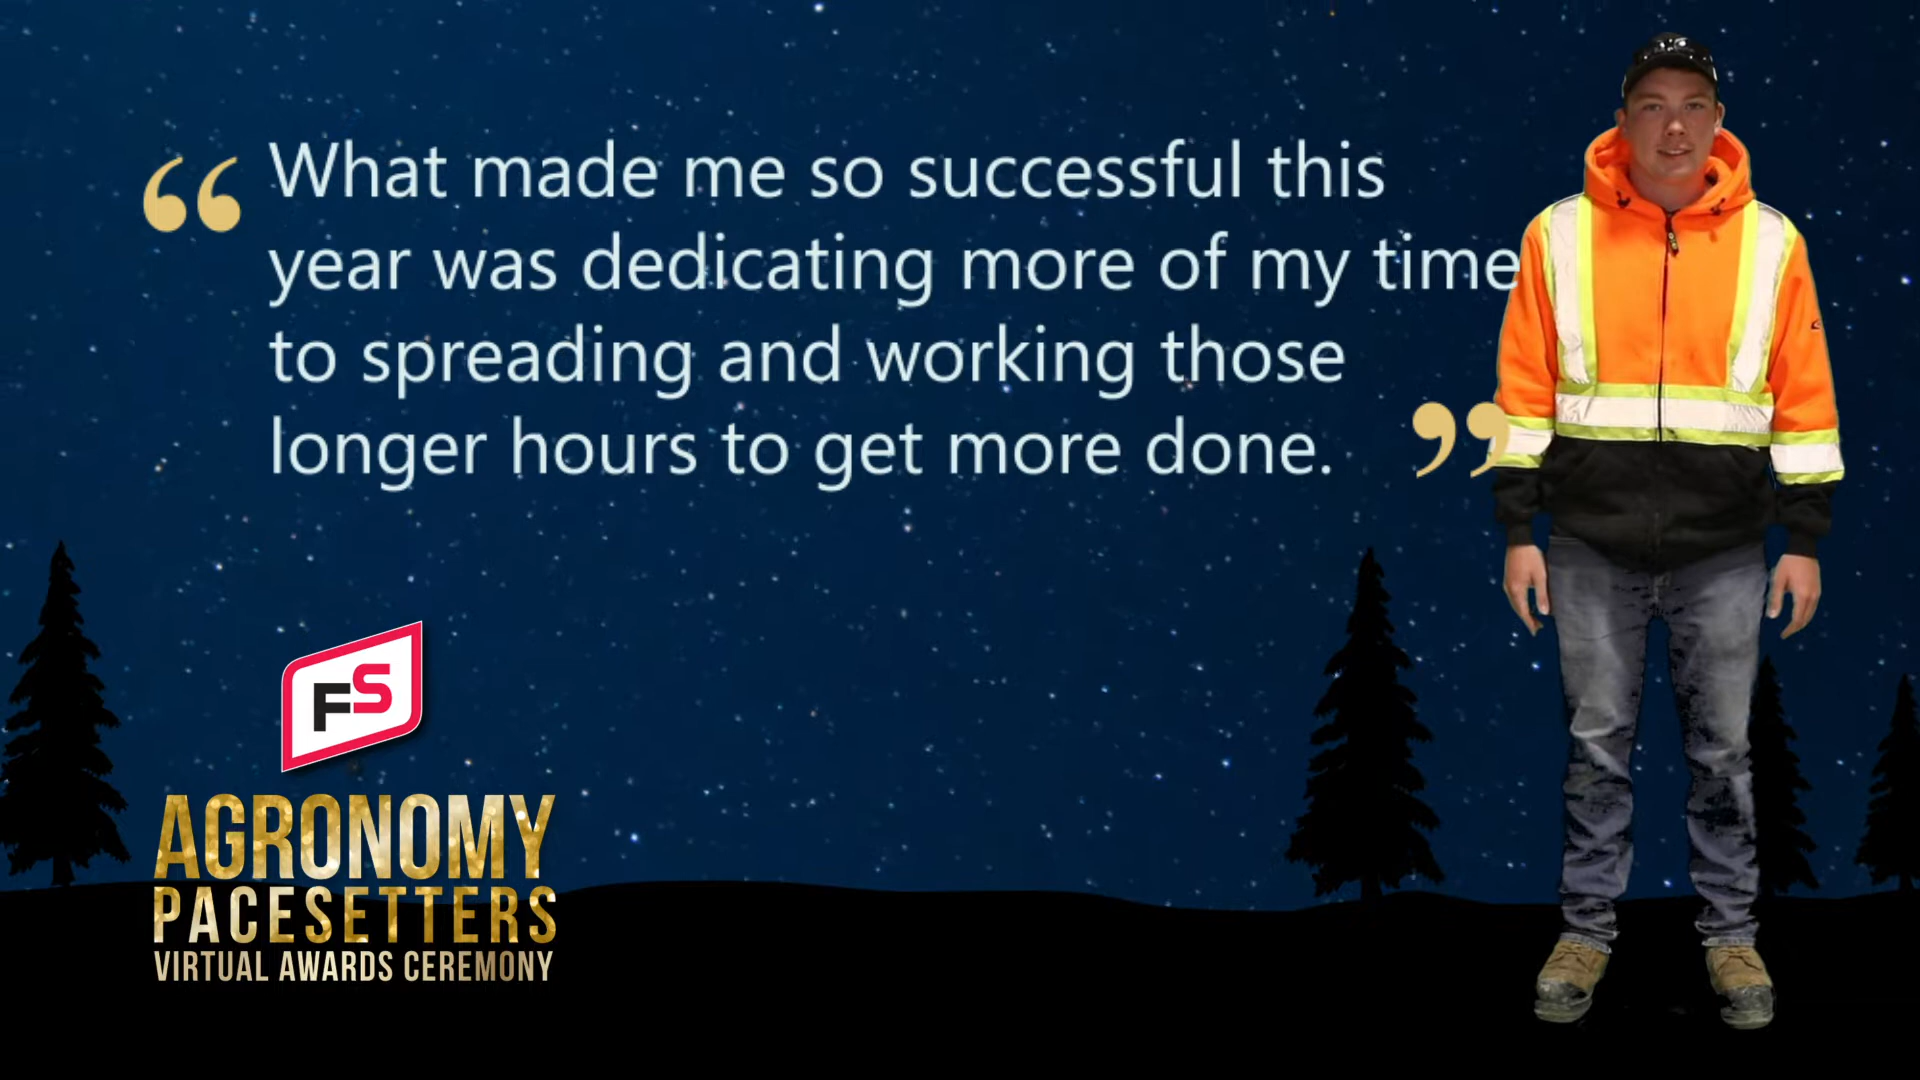 “ What made me so successful this
year was dedicating more of my time
to spreading and working those
longer hours to get more done. ”
FS
AGRONOMY
PACESETTERS
VIRTUAL AWARDS CEREMONY